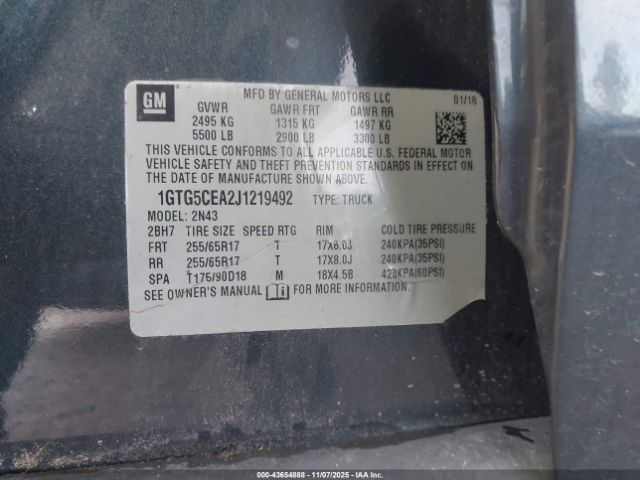 GM
MFD BY GENERAL MOTORS LLC 01/18
GVWR GAWR FRT GAWR RR
2495 KG 1315 KG 1497 KG
5500 LB 2900 LB 3300 LB
THIS VEHICLE CONFORMS TO ALL APPLICABLE U.S. FEDERAL MOTOR
VEHICLE SAFETY AND THEFT PREVENTION STANDARDS IN EFFECT ON
THE DATE OF MANUFACTURE SHOWN ABOVE.
1GTG5CEA2J1219492 TYPE: TRUCK
MODEL: 2N43
2BH7 TIRE SIZE SPEED RTG RIM COLD TIRE PRESSURE
FRT 255/65R17 T 17X8.0J 240KPA(35PSI)
RR 255/65R17 T 17X8.0J 240KPA(35PSI)
SPA T175/90D18 M 18X4.5B 420KPA(60PSI)
SEE OWNER'S MANUAL FOR MORE INFORMATION.
000-43654888 - 11/07/2025 - IAA Inc. ©